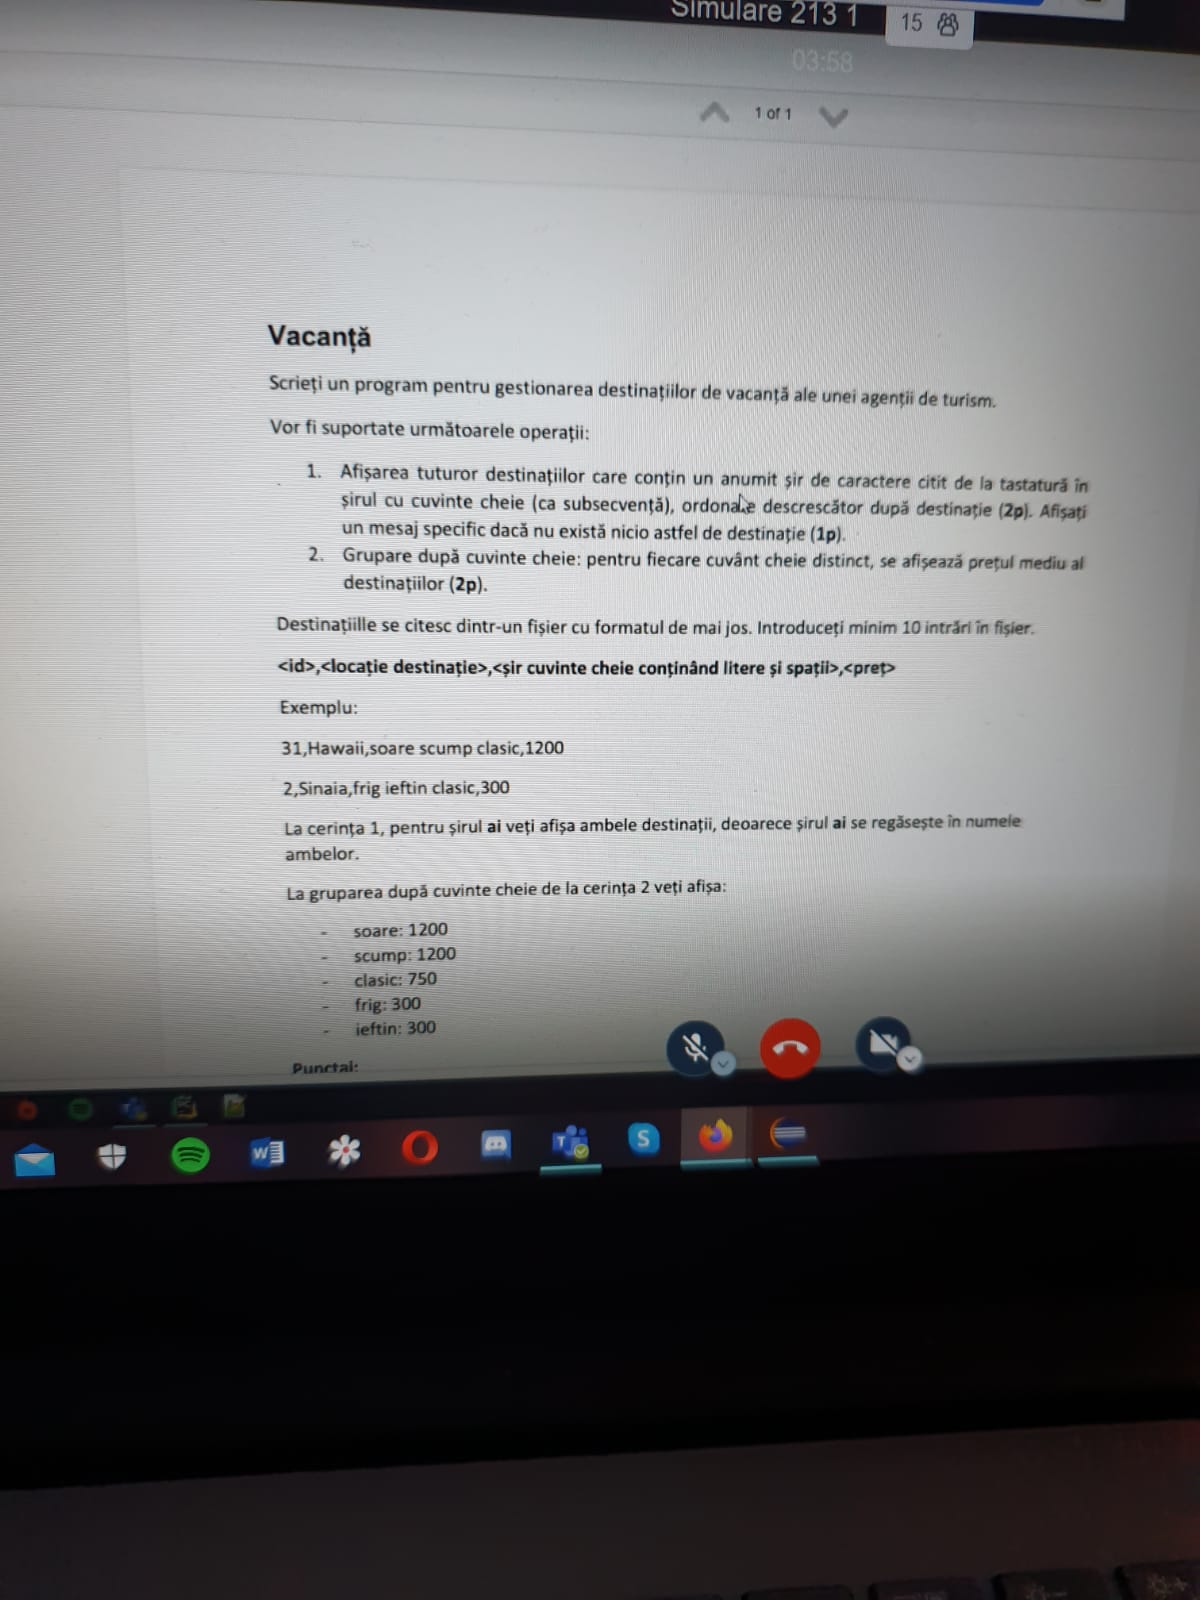 Simulare 213 1
15
03:58
1 of 1
Vacanță
Scrieți un program pentru gestionarea destinațiilor de vacanță ale unei agenții de turism.
Vor fi suportate următoarele operații:
1. Afișarea tuturor destinațiilor care conțin un anumit șir de caractere citit de la tastatură în
șirul cu cuvinte cheie (ca subsecvență), ordonate descrescător după destinație (2p). Afișați
un mesaj specific dacă nu există nicio astfel de destinație (1p).
2. Grupare după cuvinte cheie: pentru fiecare cuvânt cheie distinct, se afișează prețul mediu al
destinațiilor (2p).
Destinațiille se citesc dintr-un fișier cu formatul de mai jos. Introduceți minim 10 intrări în fișier.
<id>,<locație destinație>,<șir cuvinte cheie conținând litere și spații>,<preț>
Exemplu:
31,Hawaii,soare scump clasic,1200
2,Sinaia,frig ieftin clasic,300
La cerința 1, pentru șirul ai veți afișa ambele destinații, deoarece șirul ai se regăsește în numele
ambelor.
La gruparea după cuvinte cheie de la cerința 2 veți afișa:
- soare: 1200
- scump: 1200
- clasic: 750
- frig: 300
- ieftin: 300
Punctaj: